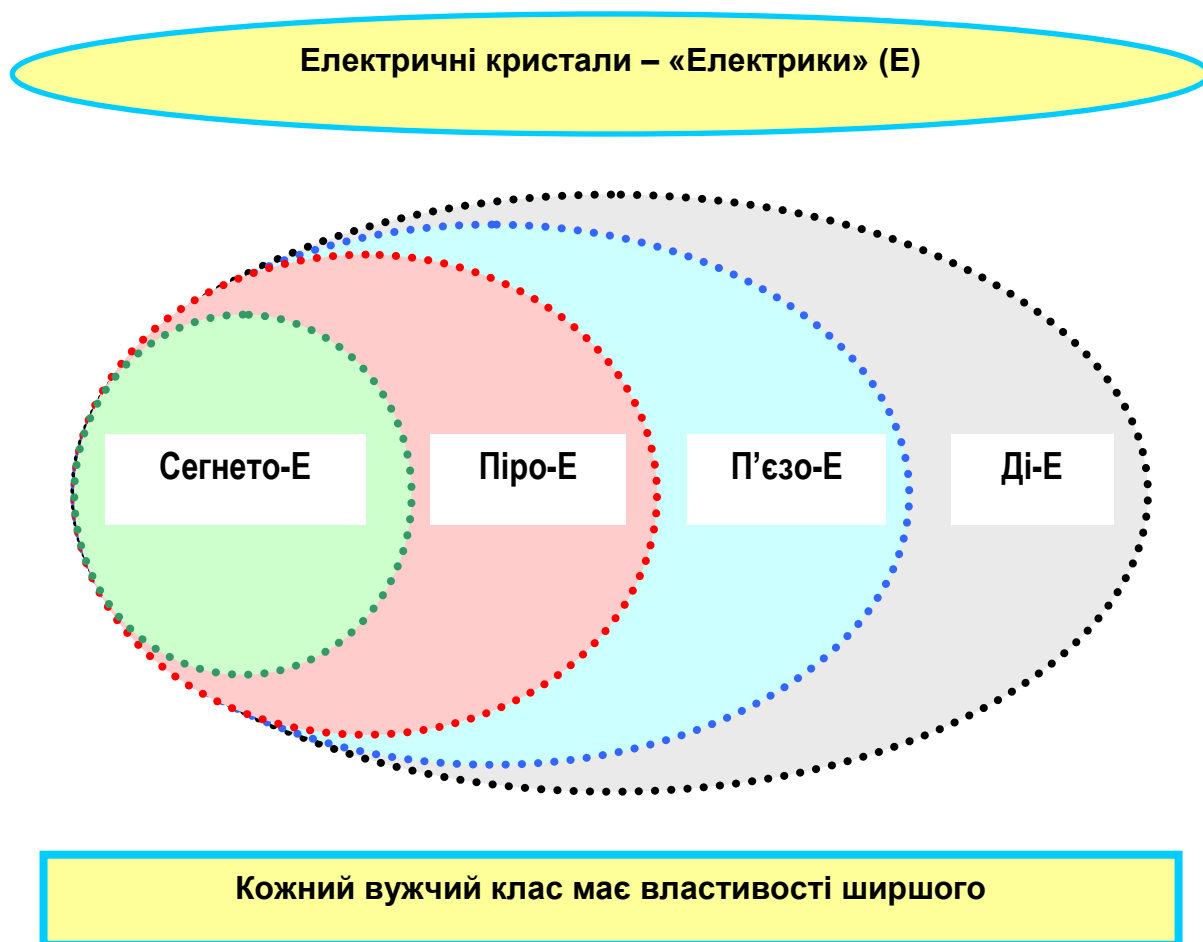 Електричні кристали – «Електрики» (Е)
Сегнето-Е
Піро-Е
П’єзо-Е
Ді-Е
Кожний вужчий клас має властивості ширшого